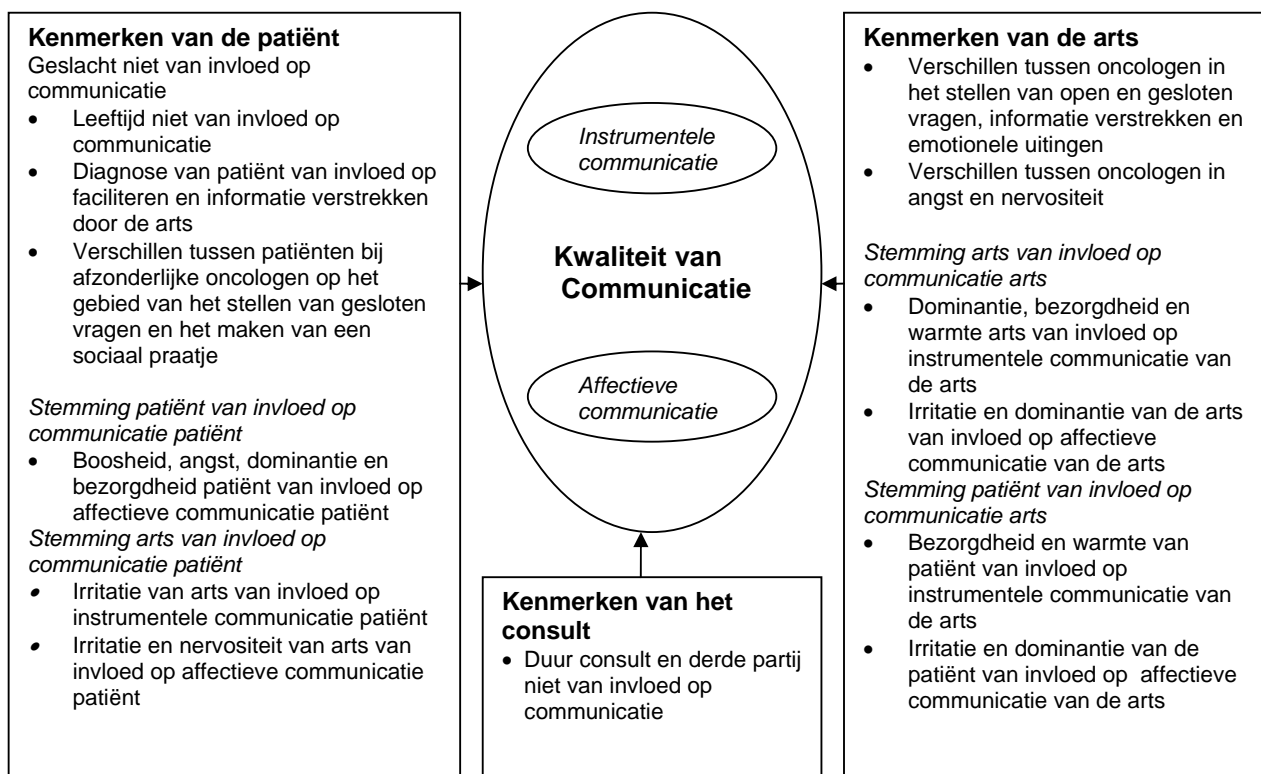 Kenmerken van de patiënt
Geslacht niet van invloed op
communicatie
• Leeftijd niet van invloed op
communicatie
• Diagnose van patiënt van invloed op
faciliteren en informatie verstrekken
door de arts
• Verschillen tussen patiënten bij
afzonderlijke oncologen op het
gebied van het stellen van gesloten
vragen en het maken van een
sociaal praatje
Stemming patiënt van invloed op
communicatie patiënt
• Boosheid, angst, dominantie en
bezorgdheid patiënt van invloed op
affectieve communicatie patiënt
Stemming arts van invloed op
communicatie patiënt
• Irritatie van arts van invloed op
instrumentele communicatie patiënt
• Irritatie en nervositeit van arts van
invloed op affectieve communicatie
patiënt
Instrumentele
communicatie
Kwaliteit van
Communicatie
Affectieve
communicatie
Kenmerken van het
consult
• Duur consult en derde partij
niet van invloed op
communicatie
Kenmerken van de arts
• Verschillen tussen oncologen in
het stellen van open en gesloten
vragen, informatie verstrekken en
emotionele uitingen
• Verschillen tussen oncologen in
angst en nervositeit
Stemming arts van invloed op
communicatie arts
• Dominantie, bezorgdheid en
warmte arts van invloed op
instrumentele communicatie van
de arts
• Irritatie en dominantie van de arts
van invloed op affectieve
communicatie van de arts
Stemming patiënt van invloed op
communicatie arts
• Bezorgdheid en warmte van
patiënt van invloed op
instrumentele communicatie van
de arts
• Irritatie en dominantie van de
patiënt van invloed op affectieve
communicatie van de arts